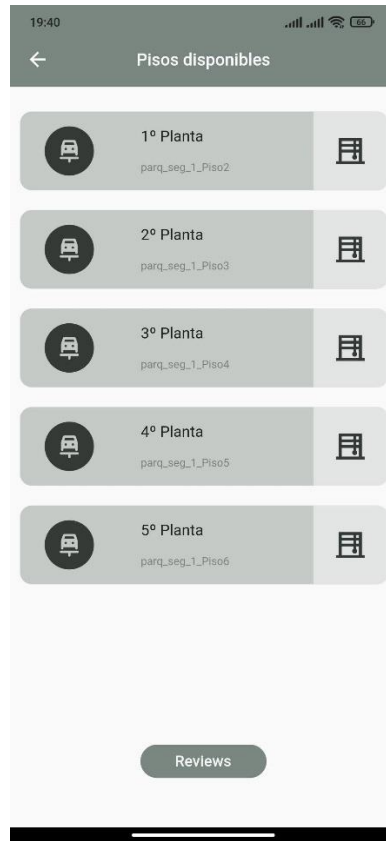 19:40
66
Pisos disponibles
1º Planta
parq_seg_1_Piso2
2º Planta
parq_seg_1_Piso3
3º Planta
parq_seg_1_Piso4
4º Planta
parq_seg_1_Piso5
5º Planta
parq_seg_1_Piso6
Reviews